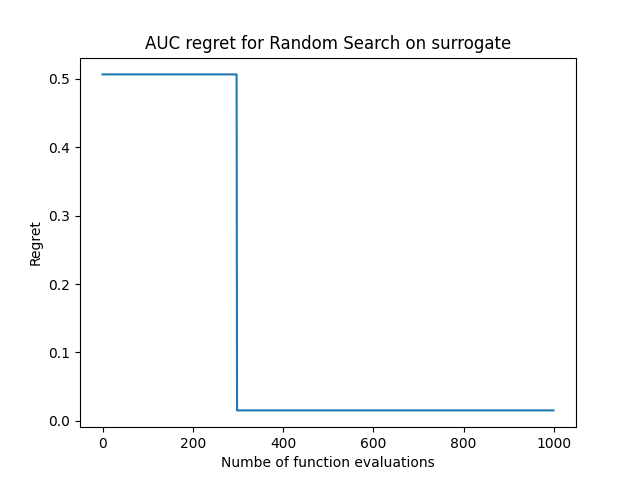 AUC regret for Random Search on surrogate
0.5
0.4
0.3
0.2
0.1
0.0
Regret
0 200 400 600 800 1000
Numbe of function evaluations